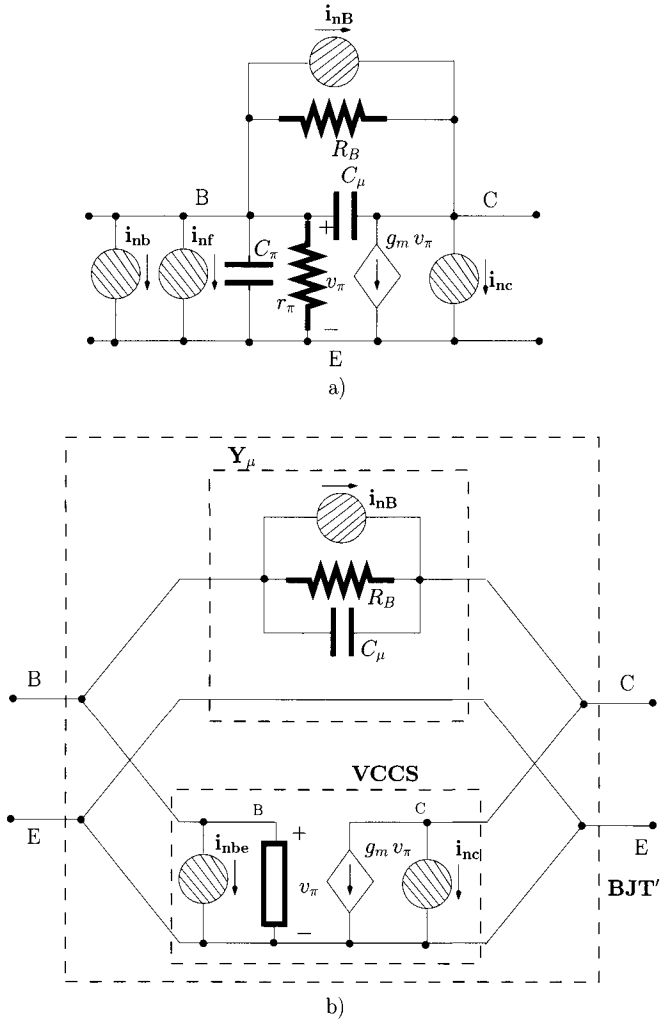 i_nB
R_B
C_μ
B
C
i_nb
i_nf
C_π
+
g_m v_π
r_π
v_π
i_nc
−
E
a)
Y_μ
i_nB
R_B
C_μ
B
C
VCCS
B
C
E
+
i_nbe
v_π
g_m v_π
i_nc
E
−
BJT′
b)